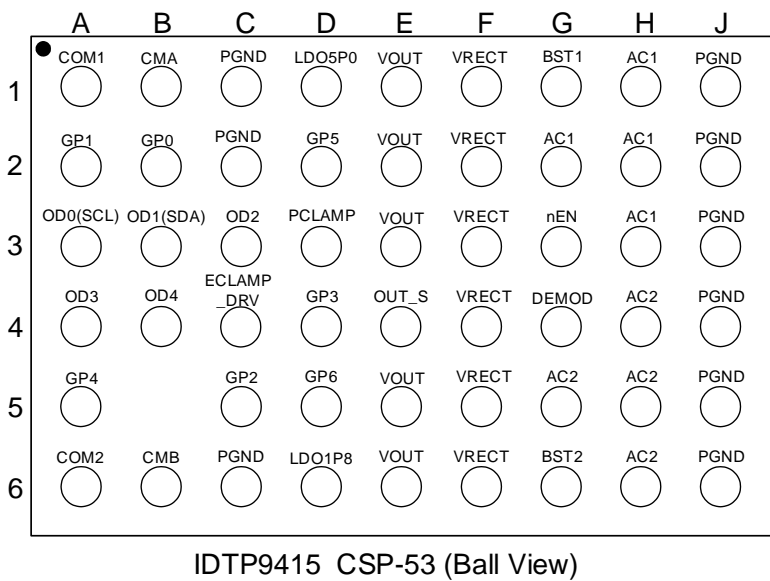 A B C D E F G H J
COM1 CMA PGND LDO5P0 VOUT VRECT BST1 AC1 PGND
1
GP1 GP0 PGND GP5 VOUT VRECT AC1 AC1 PGND
2
OD0(SCL) OD1(SDA) OD2 PCLAMP VOUT VRECT nEN AC1 PGND
3
ECLAMP
OD3 OD4 _DRV GP3 OUT_S VRECT DEMOD AC2 PGND
4
GP4 GP2 GP6 VOUT VRECT AC2 AC2 PGND
5
COM2 CMB PGND LDO1P8 VOUT VRECT BST2 AC2 PGND
6
IDTP9415 CSP-53 (Ball View)